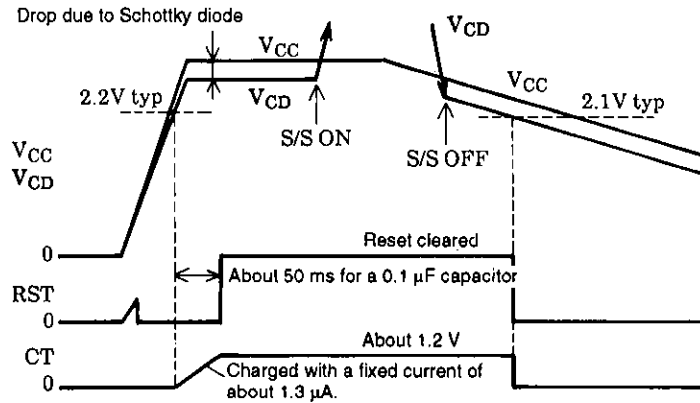 Drop due to Schottky diode
VCC
VCD
VCD
VCC
2.2V typ
2.1V typ
S/S ON
S/S OFF
VCC
VCD
0
Reset cleared
About 50 ms for a 0.1 µF capacitor
RST
0
About 1.2 V
CT
0
Charged with a fixed current of
about 1.3 µA.